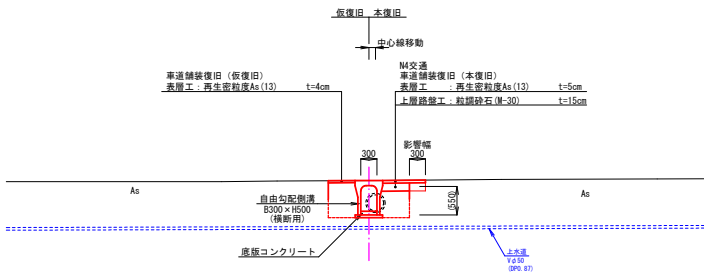 仮復旧 本復旧
中心線移動
車道舗装復旧 (仮復旧)
表層工 : 再生密粒度As(13) t=4cm
N4交通
車道舗装復旧 (本復旧)
表層工 : 再生密粒度As(13) t=5cm
上層路盤工 : 粒調砕石(M-30) t=15cm
影響幅
300
300
As
As
自由勾配側溝
B300×H500
(横断用)
(550)
底版コンクリート
上水道
Vφ50
(DP0.87)